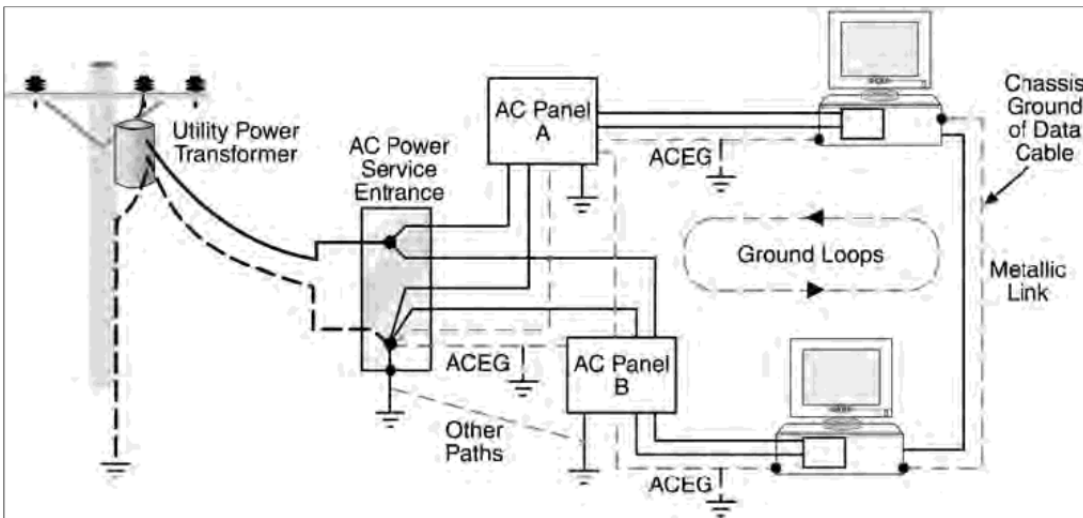 Utility Power
Transformer
AC Power
Service
Entrance
AC Panel
A
ACEG
Chassis
Ground
of Data
Cable
Ground Loops
Metallic
Link
ACEG
AC Panel
B
Other
Paths
ACEG